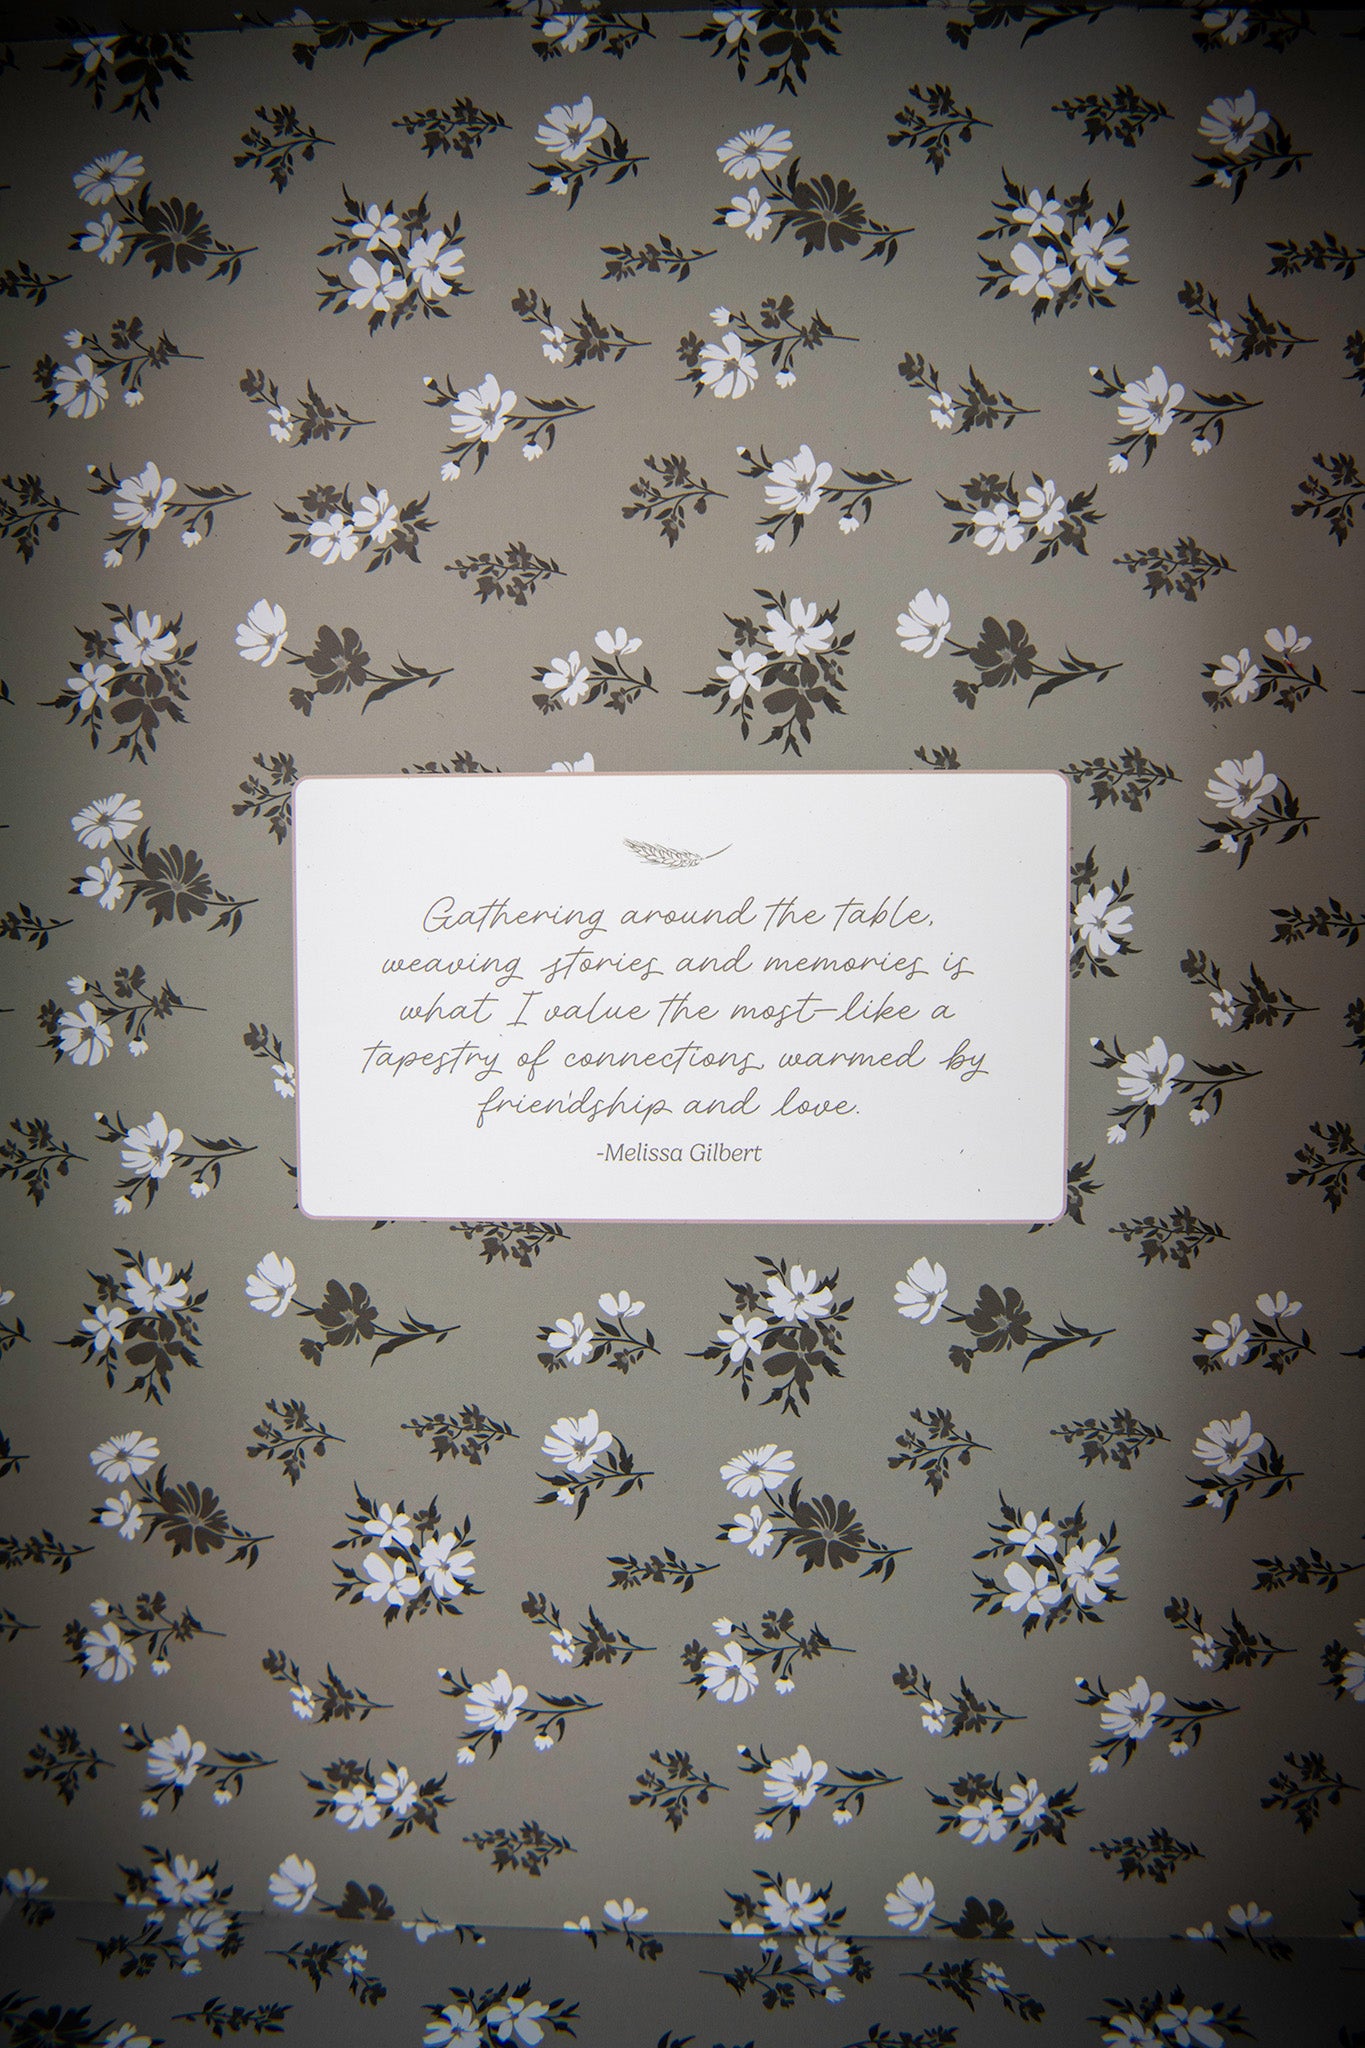 Gathering around the table,
weaving stories and memories is
what I value the most–like a
tapestry of connections, warmed by
friendship and love.
-Melissa Gilbert